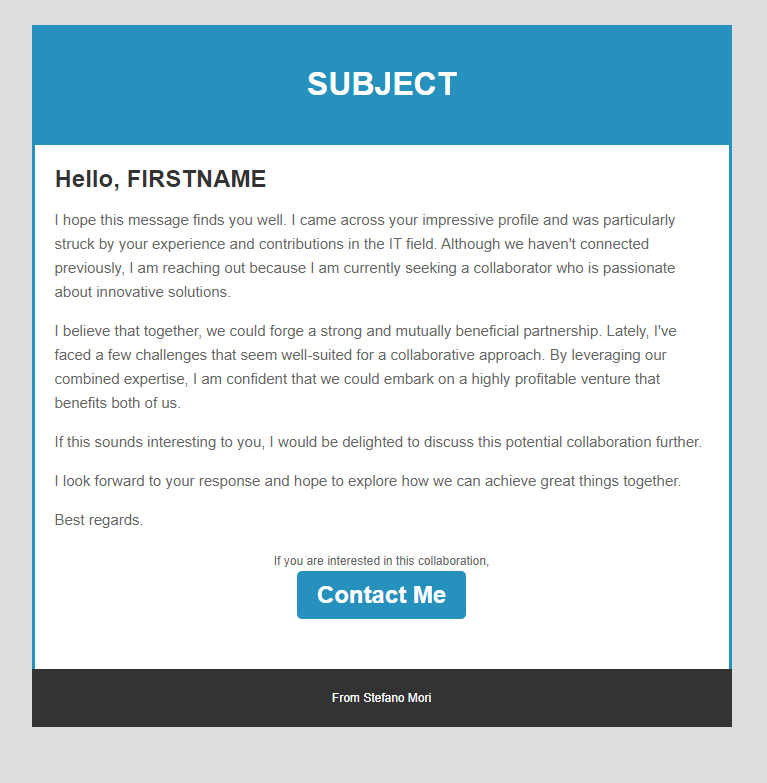 SUBJECT
Hello, FIRSTNAME
I hope this message finds you well. I came across your impressive profile and was particularly
struck by your experience and contributions in the IT field. Although we haven't connected
previously, I am reaching out because I am currently seeking a collaborator who is passionate
about innovative solutions.
I believe that together, we could forge a strong and mutually beneficial partnership. Lately, I've
faced a few challenges that seem well-suited for a collaborative approach. By leveraging our
combined expertise, I am confident that we could embark on a highly profitable venture that
benefits both of us.
If this sounds interesting to you, I would be delighted to discuss this potential collaboration further.
I look forward to your response and hope to explore how we can achieve great things together.
Best regards.
If you are interested in this collaboration,
Contact Me
From Stefano Mori